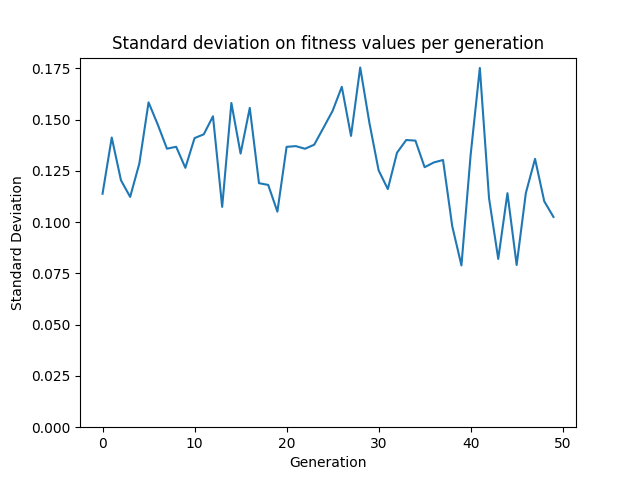 Standard deviation on fitness values per generation
0.175
0.150
0.125
0.100
0.075
0.050
0.025
0.000
Standard Deviation
0 10 20 30 40 50
Generation